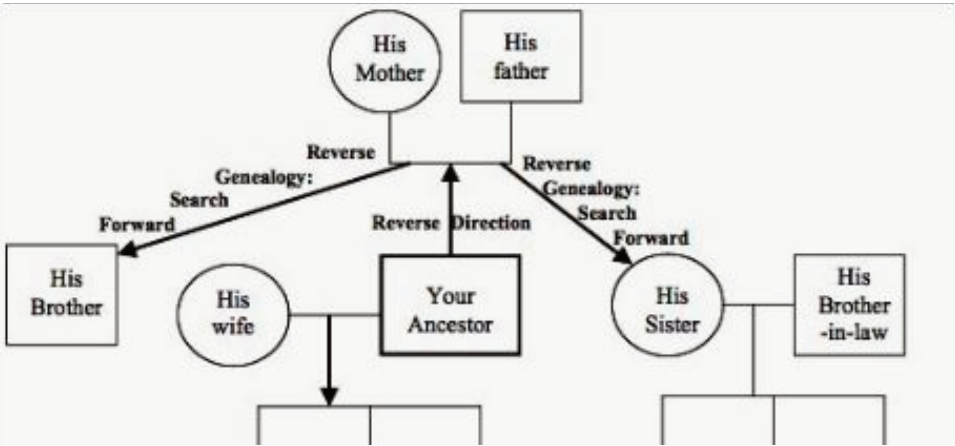 His
Mother
His
father
Reverse
Genealogy:
Search
Forward
Reverse
Genealogy:
Search
Forward
Reverse Direction
His
Brother
His
wife
Your
Ancestor
His
Sister
His
Brother
-in-law